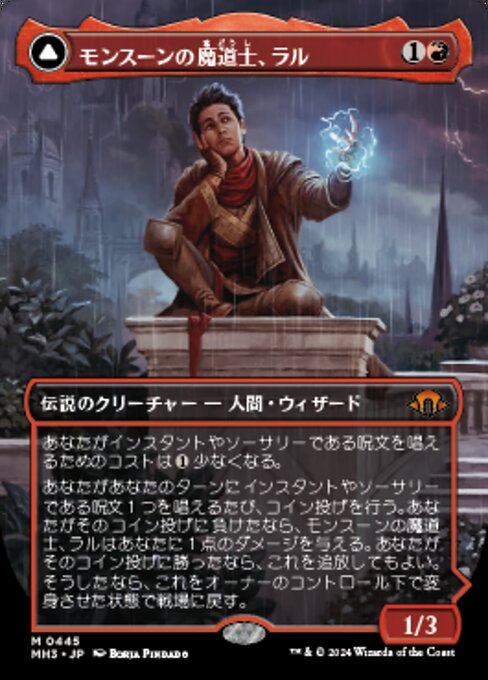 モンスーンの魔道士、ラル
1
伝説のクリーチャー — 人間・ウィザード
あなたがインスタントやソーサリーである呪文を唱え
るためのコストは1少なくなる。
あなたがあなたのターンにインスタントやソーサリー
である呪文1つを唱えるたび、コイン投げを行う。あな
たがそのコイン投げに負けたなら、モンスーンの魔道
士、ラルはあなたに1点のダメージを与える。あなたが
そのコイン投げに勝ったなら、これを追放してもよい。
そうしたなら、これをオーナーのコントロール下で変
身させた状態で戦場に戻す。
1/3
M 0445
MH3 • JP Borja Pindado
™ & © 2024 Wizards of the Coast